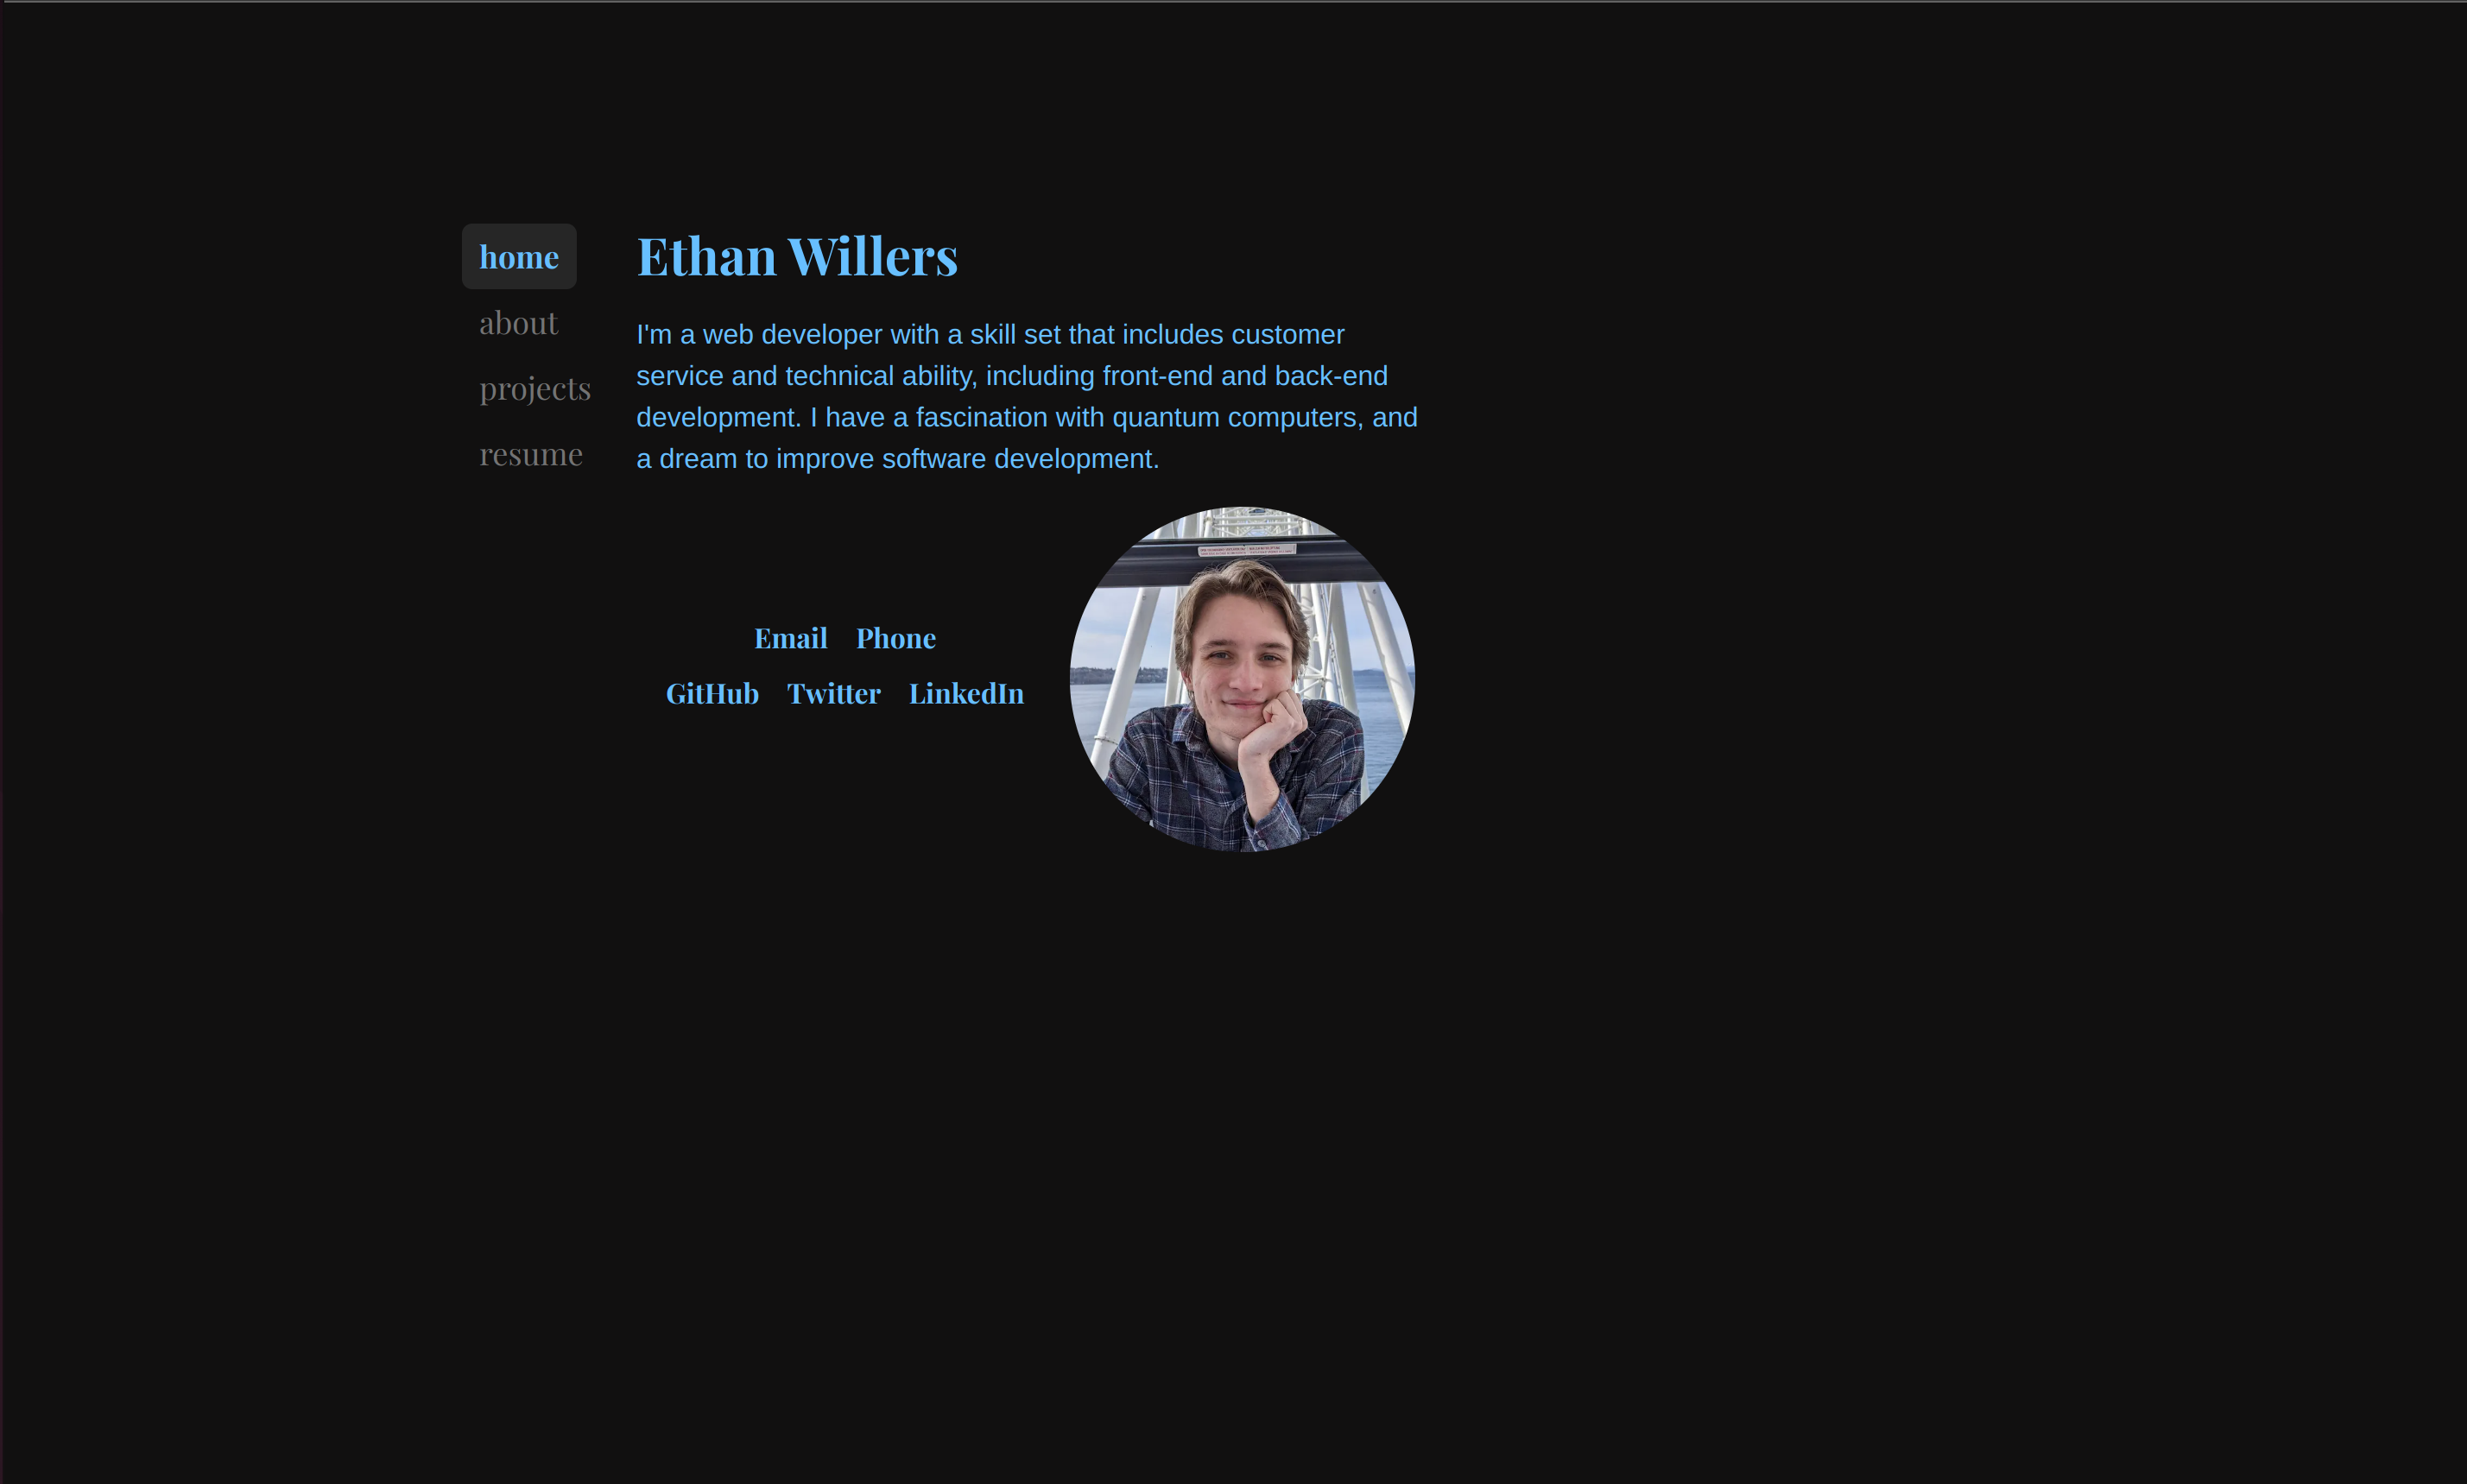 home
about
projects
resume
Ethan Willers
I'm a web developer with a skill set that includes customer
service and technical ability, including front-end and back-end
development. I have a fascination with quantum computers, and
a dream to improve software development.
Email Phone
GitHub Twitter LinkedIn